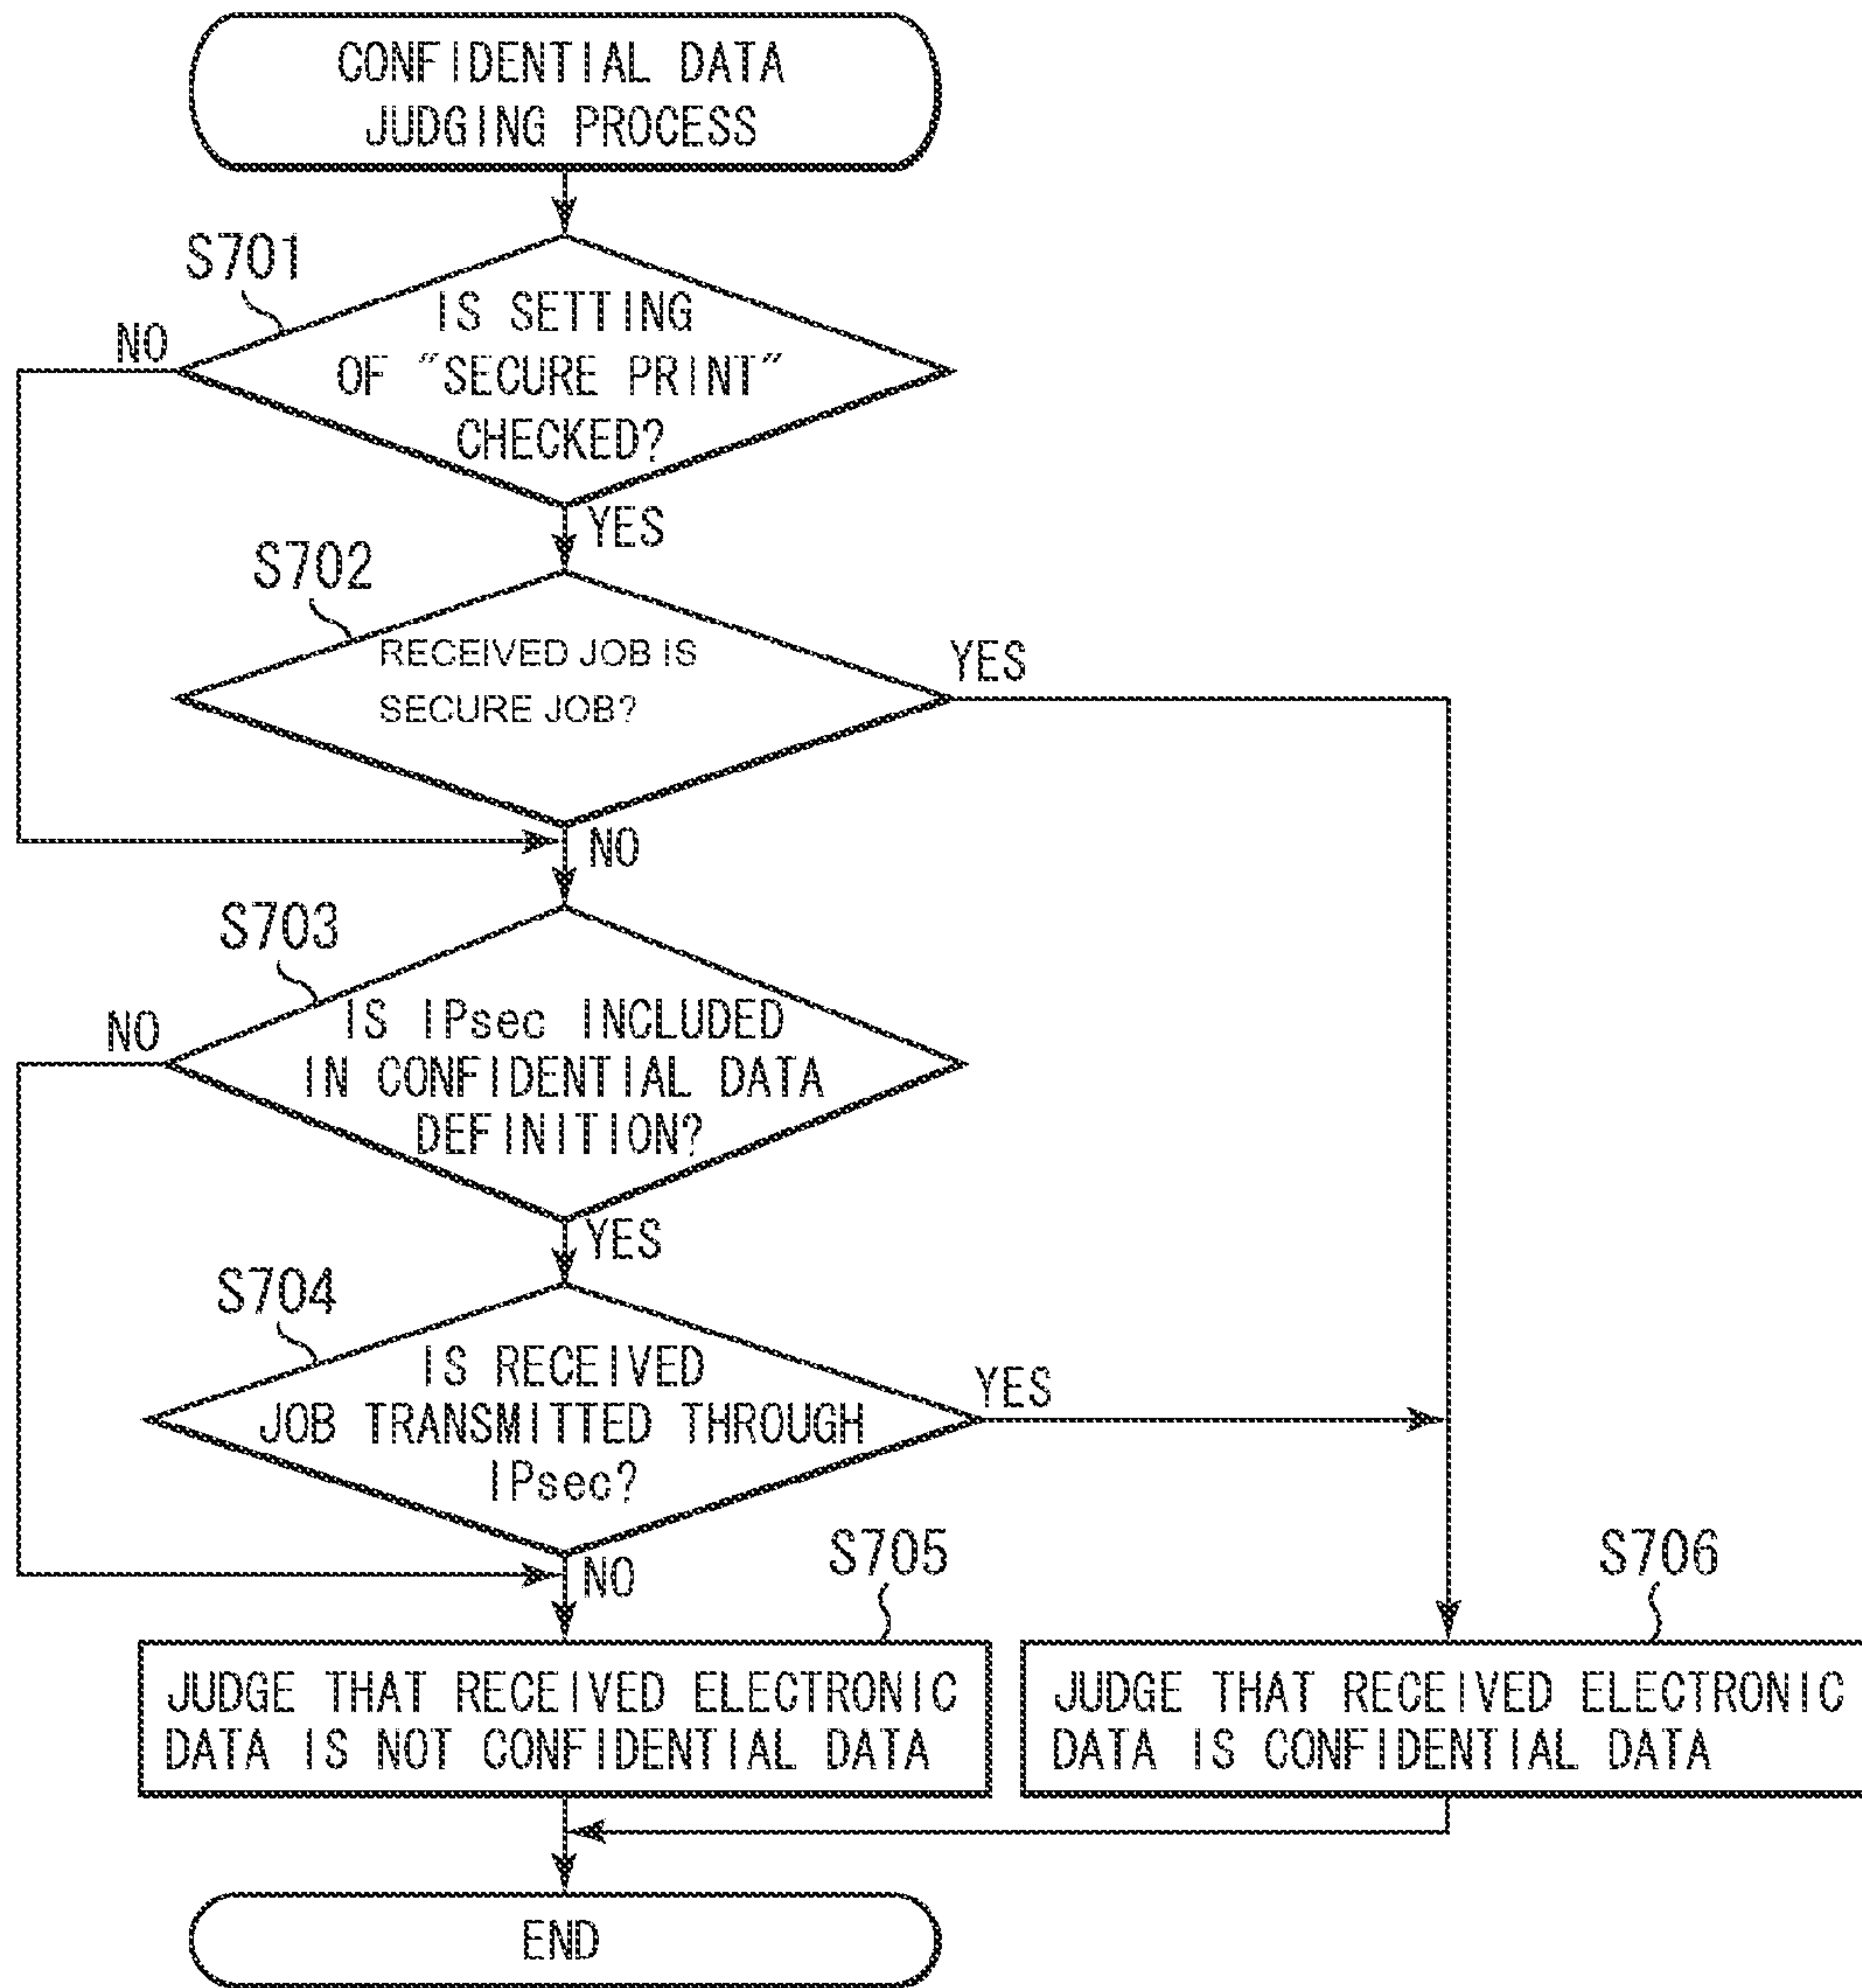 CONFIDENTIAL DATA
JUDGING PROCESS
S701
NO
IS SETTING
OF "SECURE PRINT"
CHECKED?
YES
S702
RECEIVED JOB IS
SECURE JOB?
YES
NO
S703
NO
IS IPsec INCLUDED
IN CONFIDENTIAL DATA
DEFINITION?
YES
S704
IS RECEIVED
JOB TRANSMITTED THROUGH
IPsec?
YES
NO
S705
JUDGE THAT RECEIVED ELECTRONIC
DATA IS NOT CONFIDENTIAL DATA
S706
JUDGE THAT RECEIVED ELECTRONIC
DATA IS CONFIDENTIAL DATA
END